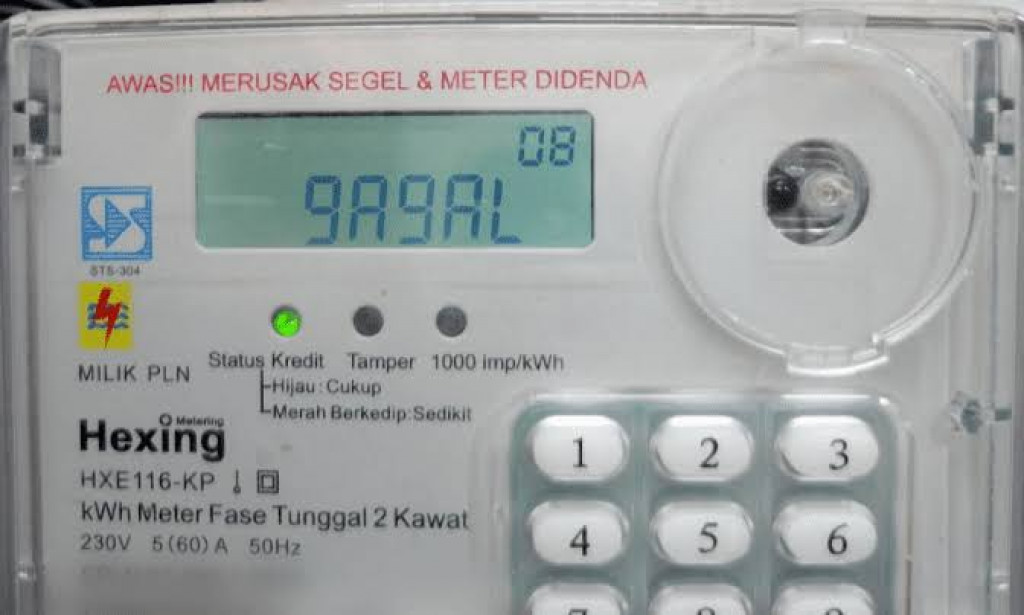 AWAS!!! MERUSAK SEGEL & METER DIDENDA
08
gAgAL
STS-304
Status Kredit Tamper 1000 imp/kWh
Hijau : Cukup
Merah Berkedip:Sedikit
MILIK PLN
Metering
Hexing
HXE116-KP
kWh Meter Fase Tunggal 2 Kawat
230V 5(60)A 50Hz
1 2 3
4 5 6